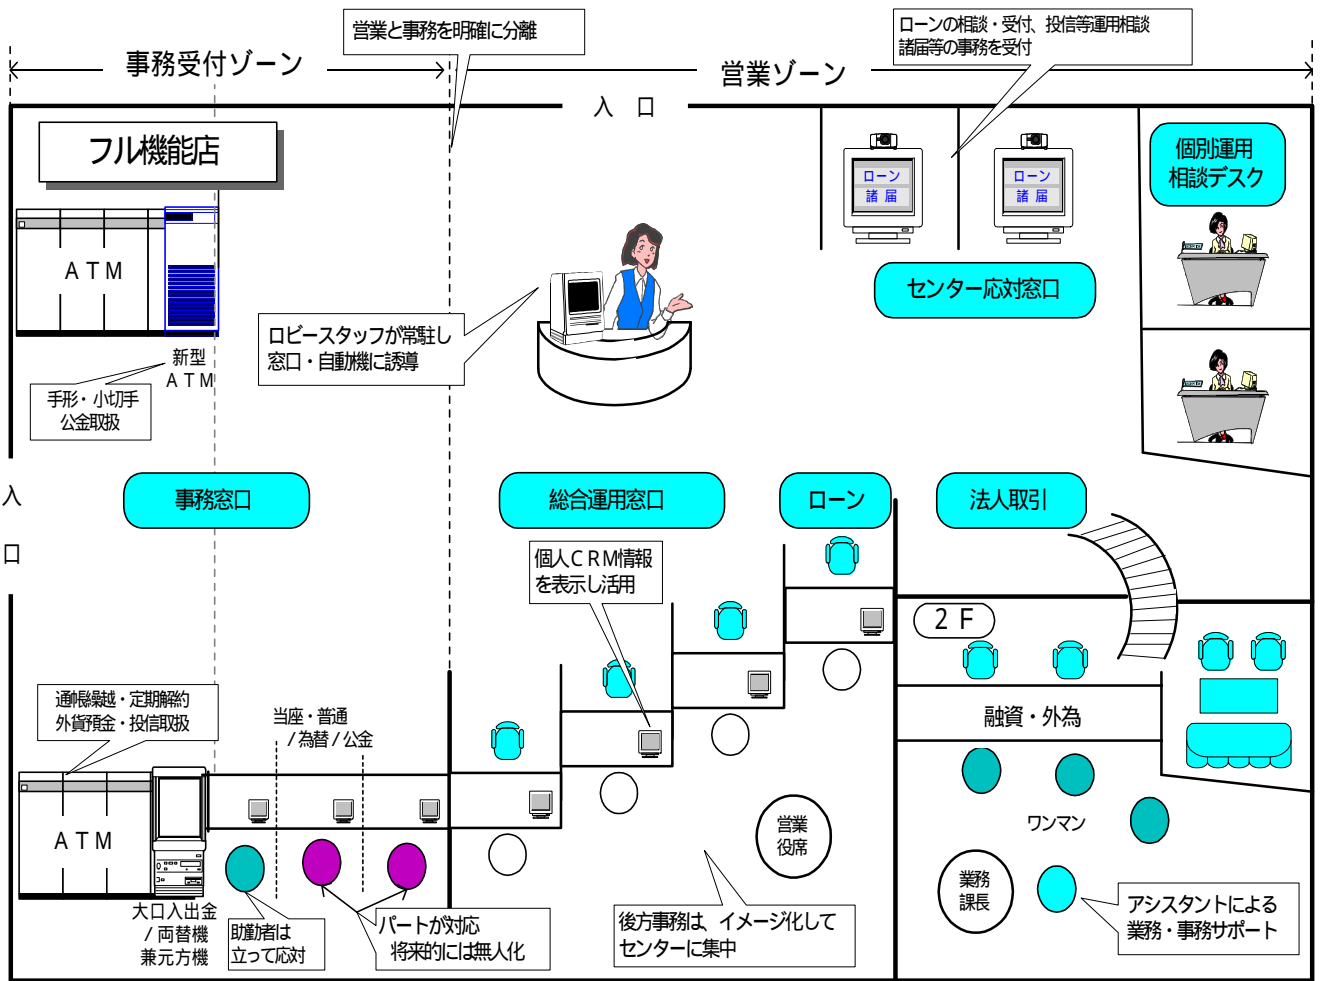 営業と事務を明確に分離
ローンの相談・受付、投信等運用相談
諸届等の事務を受付
事務受付ゾーン
営業ゾーン
入 口
フル機能店
ＡＴＭ
新型
ＡＴＭ
手形・小切手
公金取扱
ロビースタッフが常駐し
窓口・自動機に誘導
ローン
諸 届
ローン
諸 届
センター応対窓口
個別運用
相談デスク
入
口
事務窓口
総合運用窓口
ローン
法人取引
個人ＣＲＭ情報
を表示し活用
２Ｆ
融資・外為
通帳繰越・定期解約
外貨預金・投信取扱
当座・普通
/ 為替 / 公金
ＡＴＭ
大口入出金
/ 両替機
兼元方機
助勤者は
立って応対
パートが対応
将来的には無人化
営業
役席
後方事務は、イメージ化して
センターに集中
ワンマン
業務
課長
アシスタントによる
業務・事務サポート